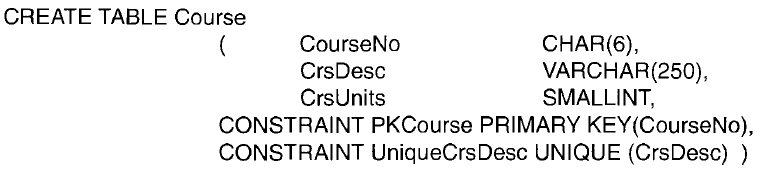 CREATE TABLE Course
( CourseNo CHAR(6),
CrsDesc VARCHAR(250),
CrsUnits SMALLINT,
CONSTRAINT PKCourse PRIMARY KEY(CourseNo),
CONSTRAINT UniqueCrsDesc UNIQUE (CrsDesc) )